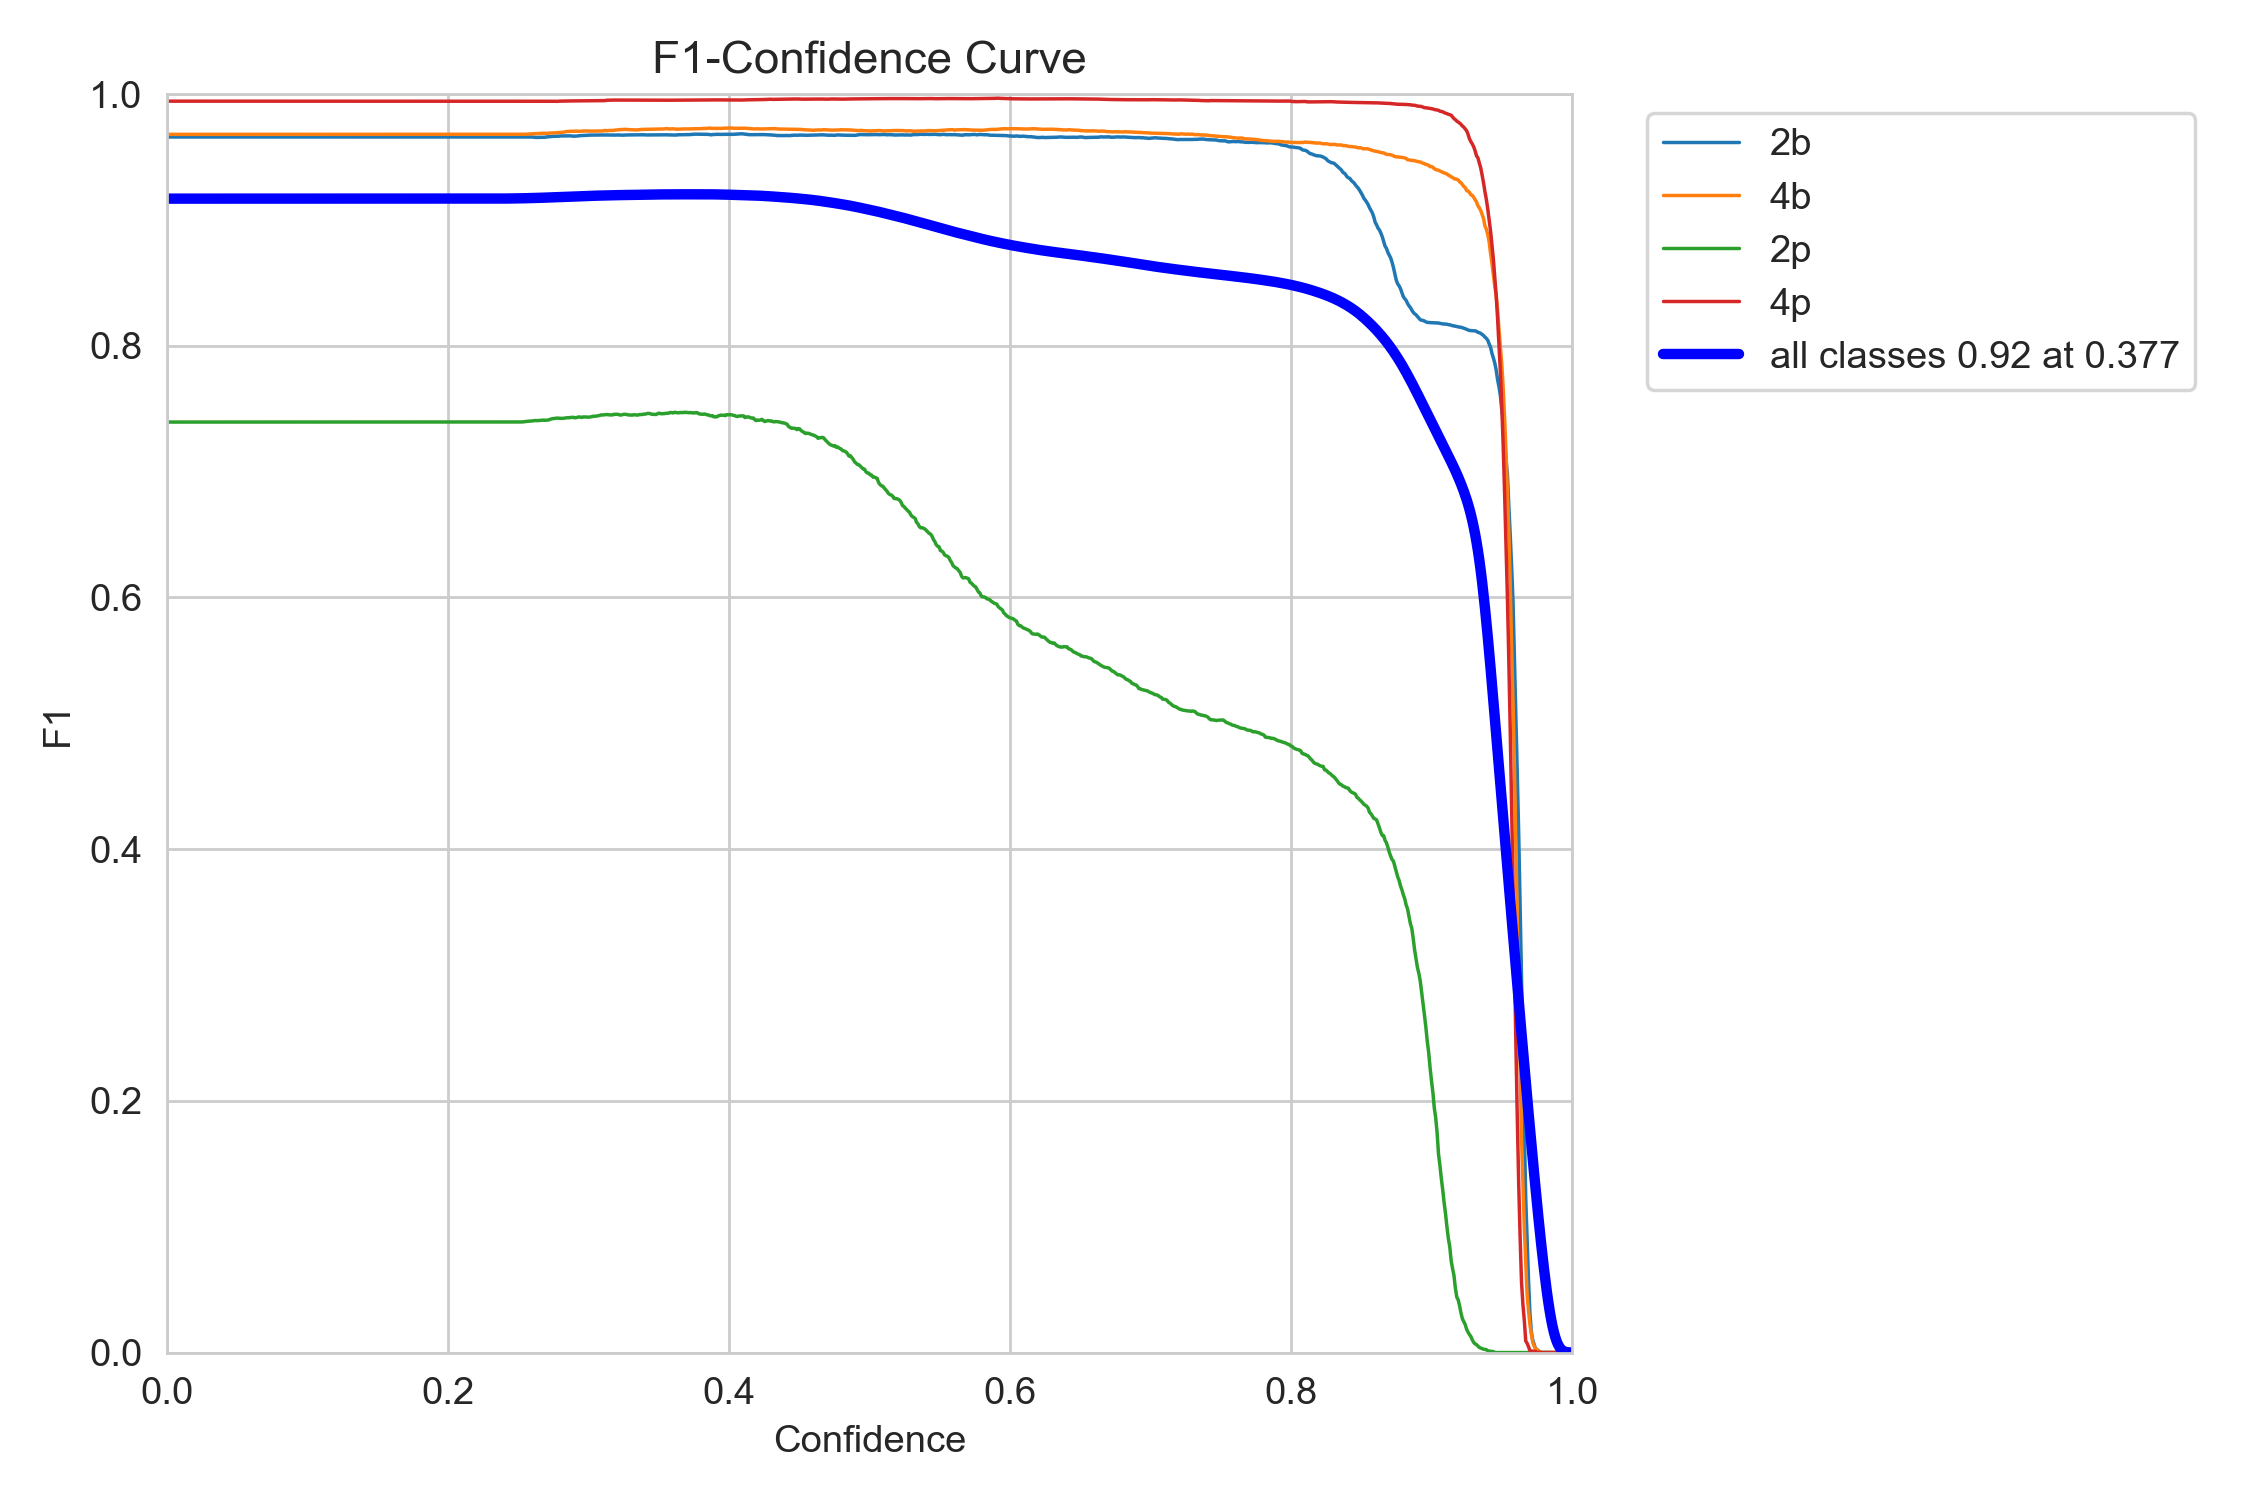 F1-Confidence Curve
1.0
0.8
0.6
0.4
0.2
0.0
F1
0.0 0.2 0.4 0.6 0.8 1.0
Confidence
2b
4b
2p
4p
all classes 0.92 at 0.377